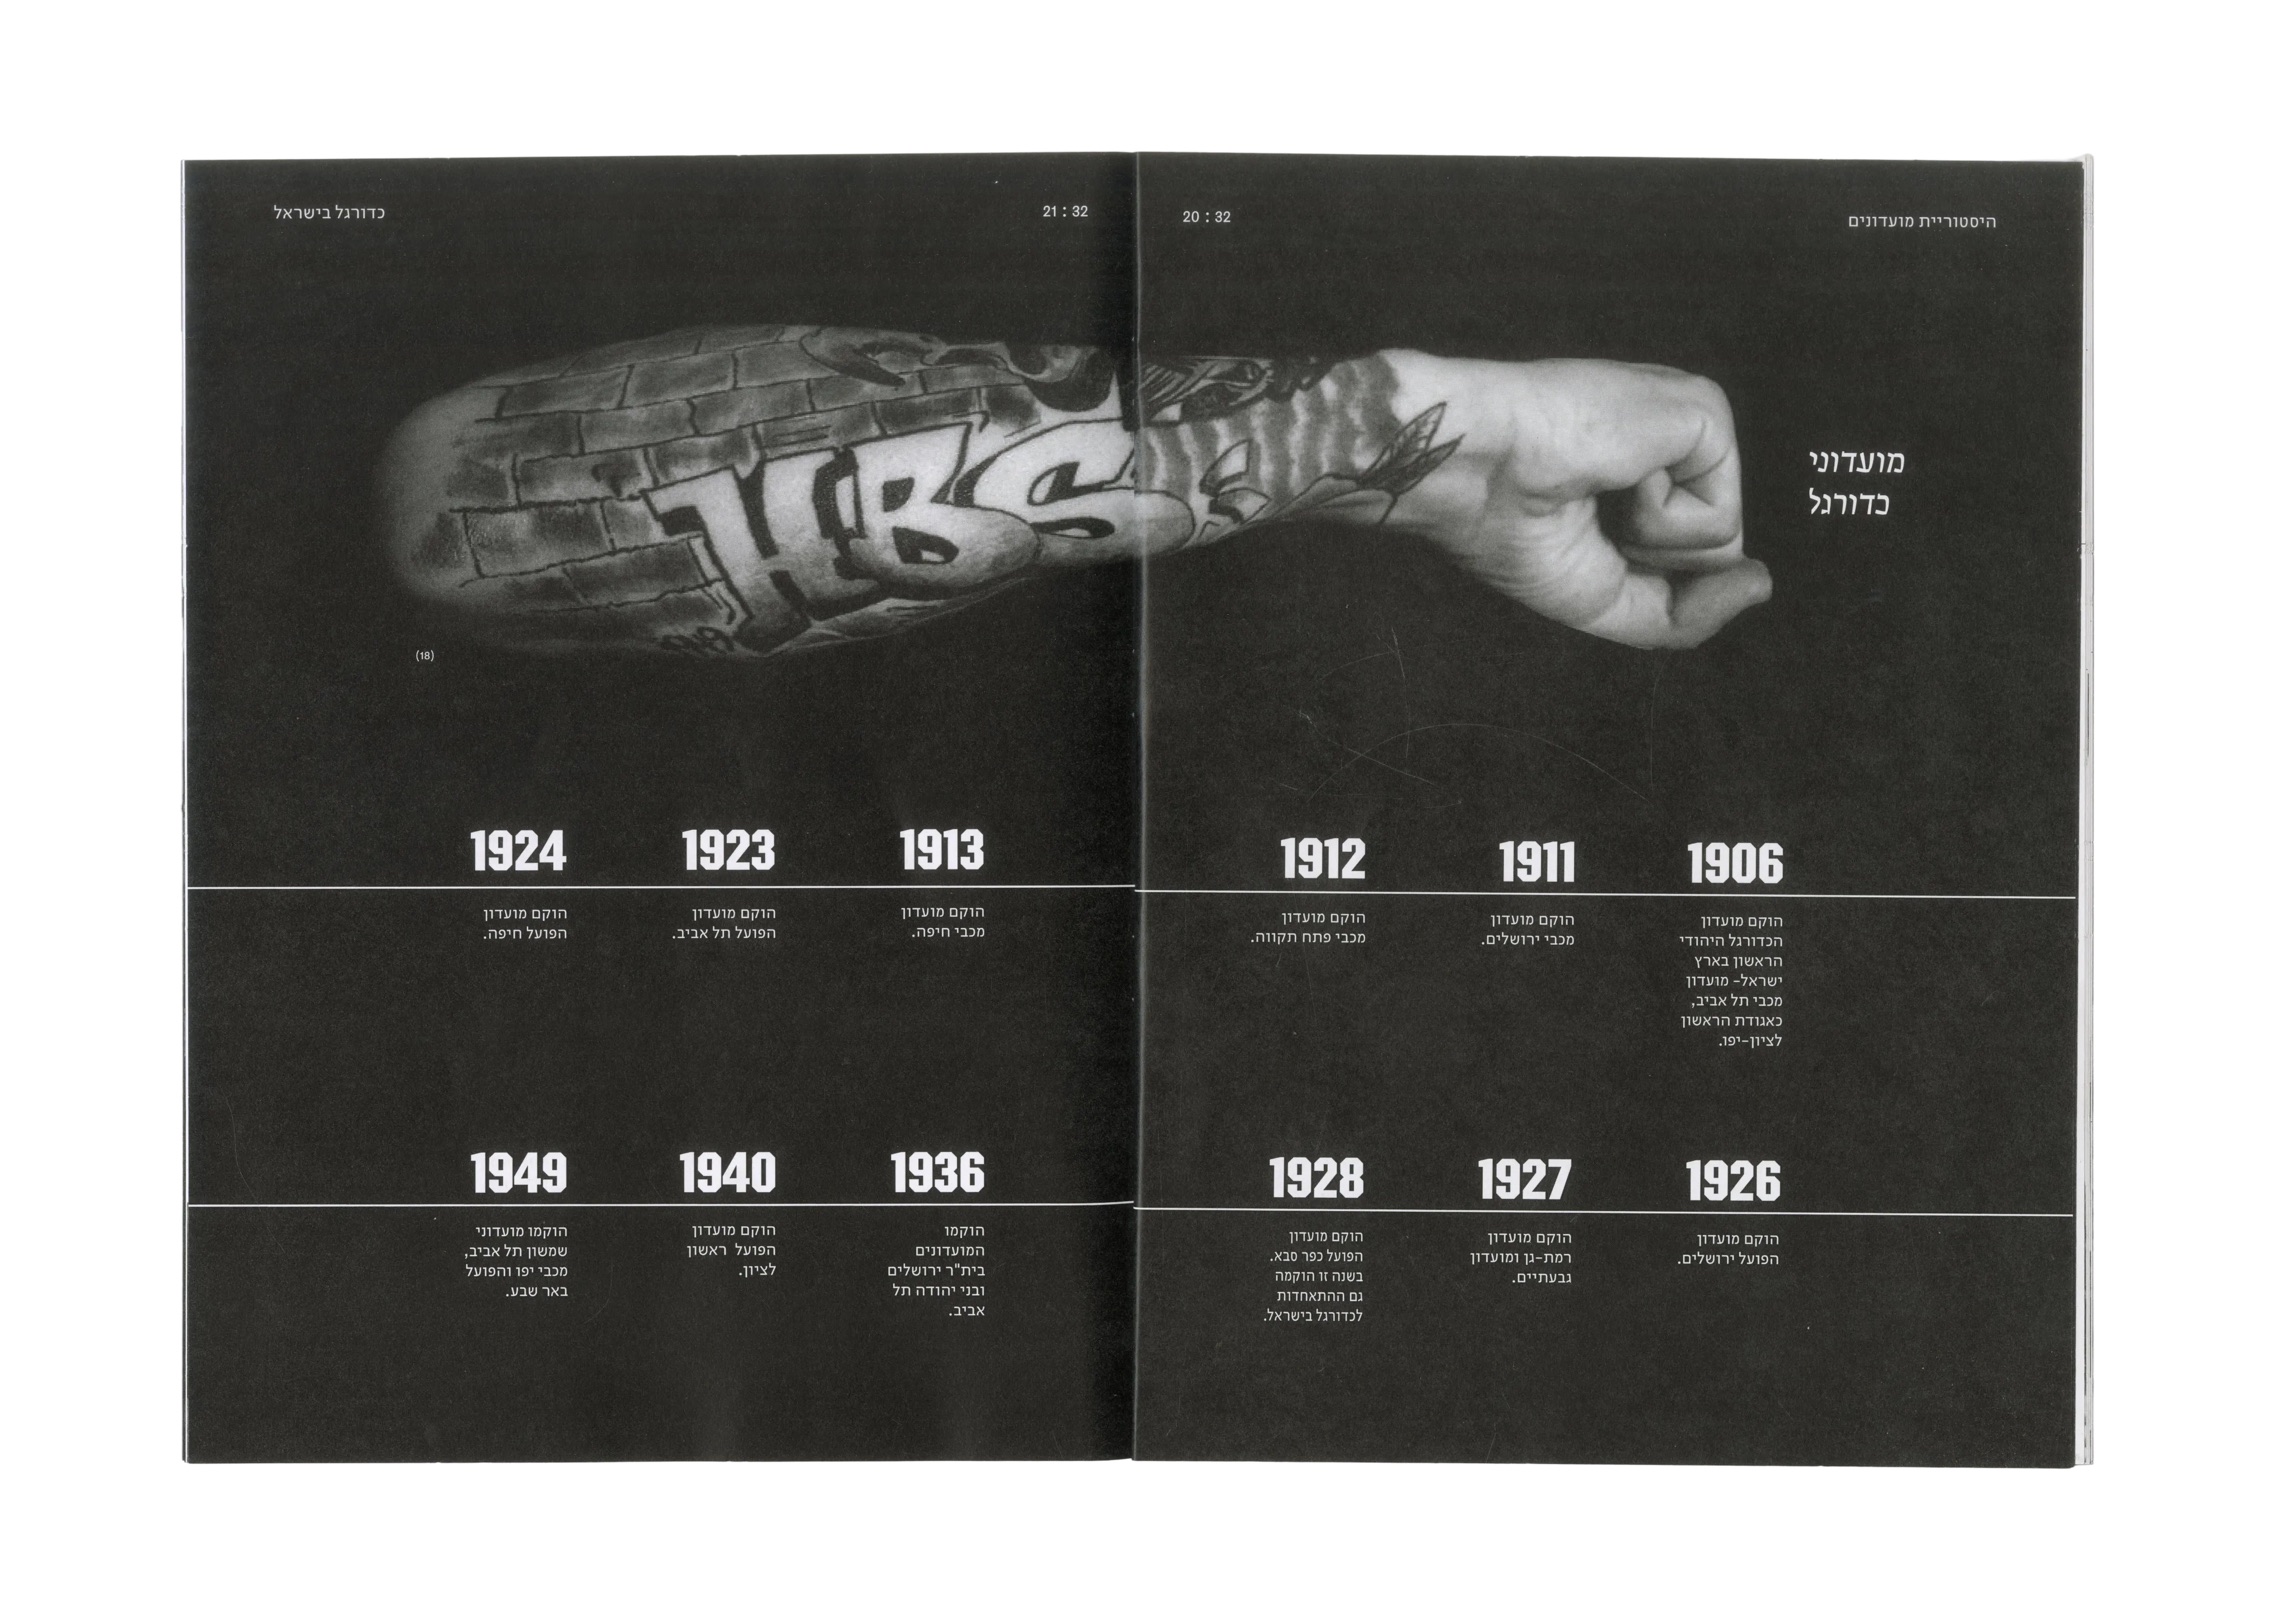 היסטוריית מועדונים
20 : 32
21 : 32
כדורגל בישראל
מועדוני
כדורגל
HBS
(18)
1906
הוקם מועדון
הכדורגל היהודי
הראשון בארץ
ישראל- מועדון
מכבי תל אביב,
כאגודת הראשון
לציון-יפו.
1911
הוקם מועדון
מכבי ירושלים.
1912
הוקם מועדון
מכבי פתח תקווה.
1913
הוקם מועדון
מכבי חיפה.
1923
הוקם מועדון
הפועל תל אביב.
1924
הוקם מועדון
הפועל חיפה.
1926
הוקם מועדון
הפועל ירושלים.
1927
הוקם מועדון
רמת-גן ומועדון
גבעתיים.
1928
הוקם מועדון
הפועל כפר סבא.
בשנה זו הוקמה
גם ההתאחדות
לכדורגל בישראל.
1936
הוקמו
המועדונים
בית"ר ירושלים
ובני יהודה תל
אביב.
1940
הוקם מועדון
הפועל ראשון
לציון.
1949
הוקמו מועדוני
שמשון תל אביב,
מכבי יפו והפועל
באר שבע.